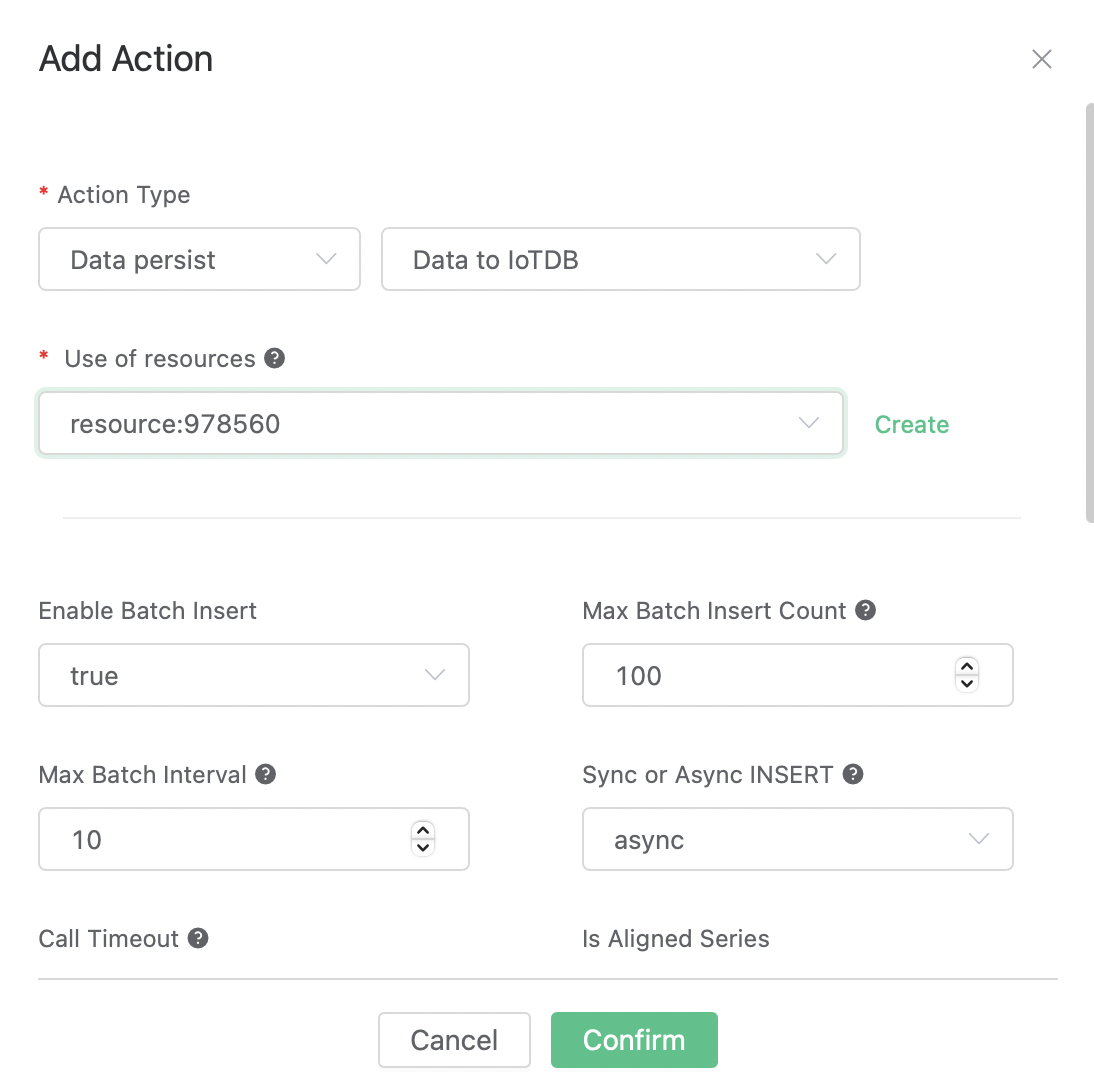 Add Action
* Action Type
Data persist Data to IoTDB
* Use of resources ?
resource:978560 Create
Enable Batch Insert Max Batch Insert Count ?
true 100
Max Batch Interval ? Sync or Async INSERT ?
10 async
Call Timeout ? Is Aligned Series
Cancel Confirm